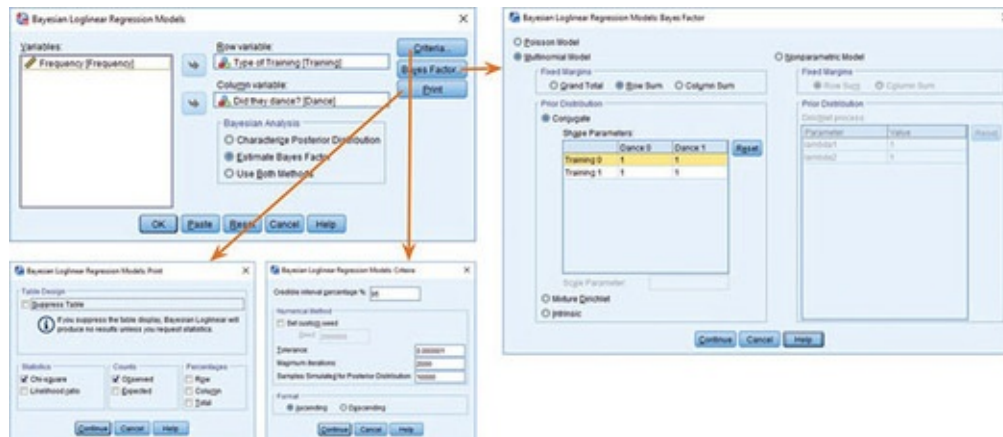 Bayesian Loglinear Regression Models
Variables:
Frequency [Frequency]
Row variable:
Type of Training [Training]
Column variable:
Did they dance? [Dance]
Bayesian Analysis
Characterize Posterior Distribution
Estimate Bayes Factor
Use Both Methods
Criteria...
Bayes Factor...
Print
OK Paste Reset Cancel Help
Bayesian Loglinear Regression Models: Bayes Factor
Poisson Model
Multinomial Model
Fixed Margins
Grand Total Row Sum Column Sum
Prior Distribution
Conjugate
Shape Parameters:
Dance 0 Dance 1
Training 0 1 1
Training 1 1 1
Reset
Scale Parameter:
Mixture Dirichlet
Intrinsic
Nonparametric Model
Fixed Margins
Row Sum Column Sum
Prior Distribution
Dirichlet process:
Parameter Value
lambda1 1
lambda2 1
Reset
Continue Cancel Help
Bayesian Loglinear Regression Models: Print
Table Design
Suppress Table
If you suppress the table display, Bayesian Loglinear will
produce no results unless you request statistics.
Statistics
Chi-square
Likelihood ratio
Counts
Observed
Expected
Percentages
Row
Column
Total
Continue Cancel Help
Bayesian Loglinear Regression Models: Criteria
Credible interval percentage %: 95
Numerical Method
Set custom seed
Seed:
Tolerance: 0.000001
Maximum iterations: 2000
Samples Simulated for Posterior Distribution: 10000
Format
Ascending Descending
Continue Cancel Help